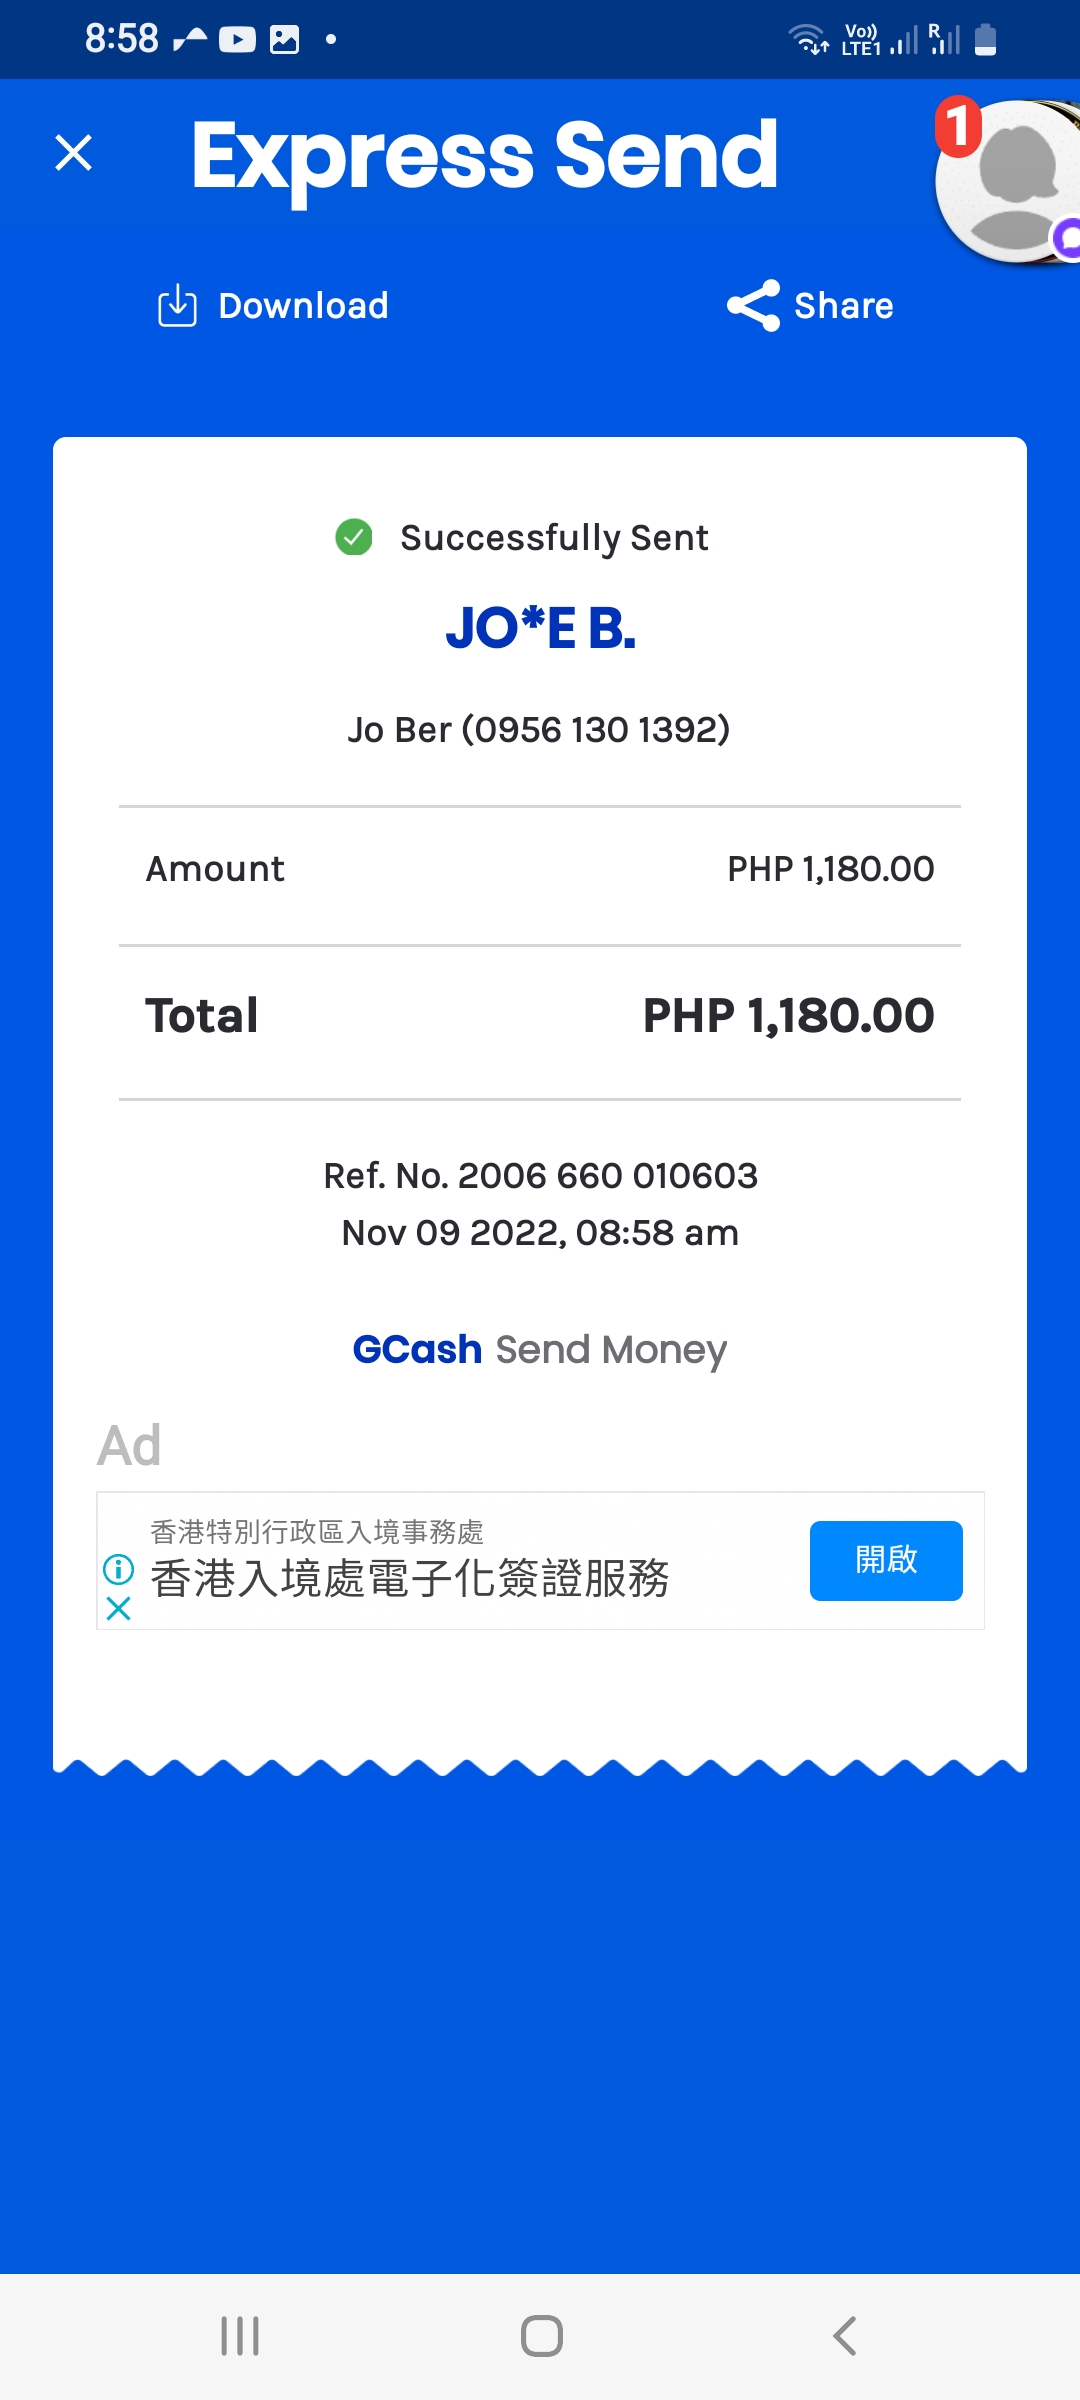 8:58
Vo))
LTE1
R
Express Send
1
Download
Share
Successfully Sent
JO*E B.
Jo Ber (0956 130 1392)
Amount PHP 1,180.00
Total PHP 1,180.00
Ref. No. 2006 660 010603
Nov 09 2022, 08:58 am
GCash Send Money
Ad
香港特別行政區入境事務處
香港入境處電子化簽證服務
開啟